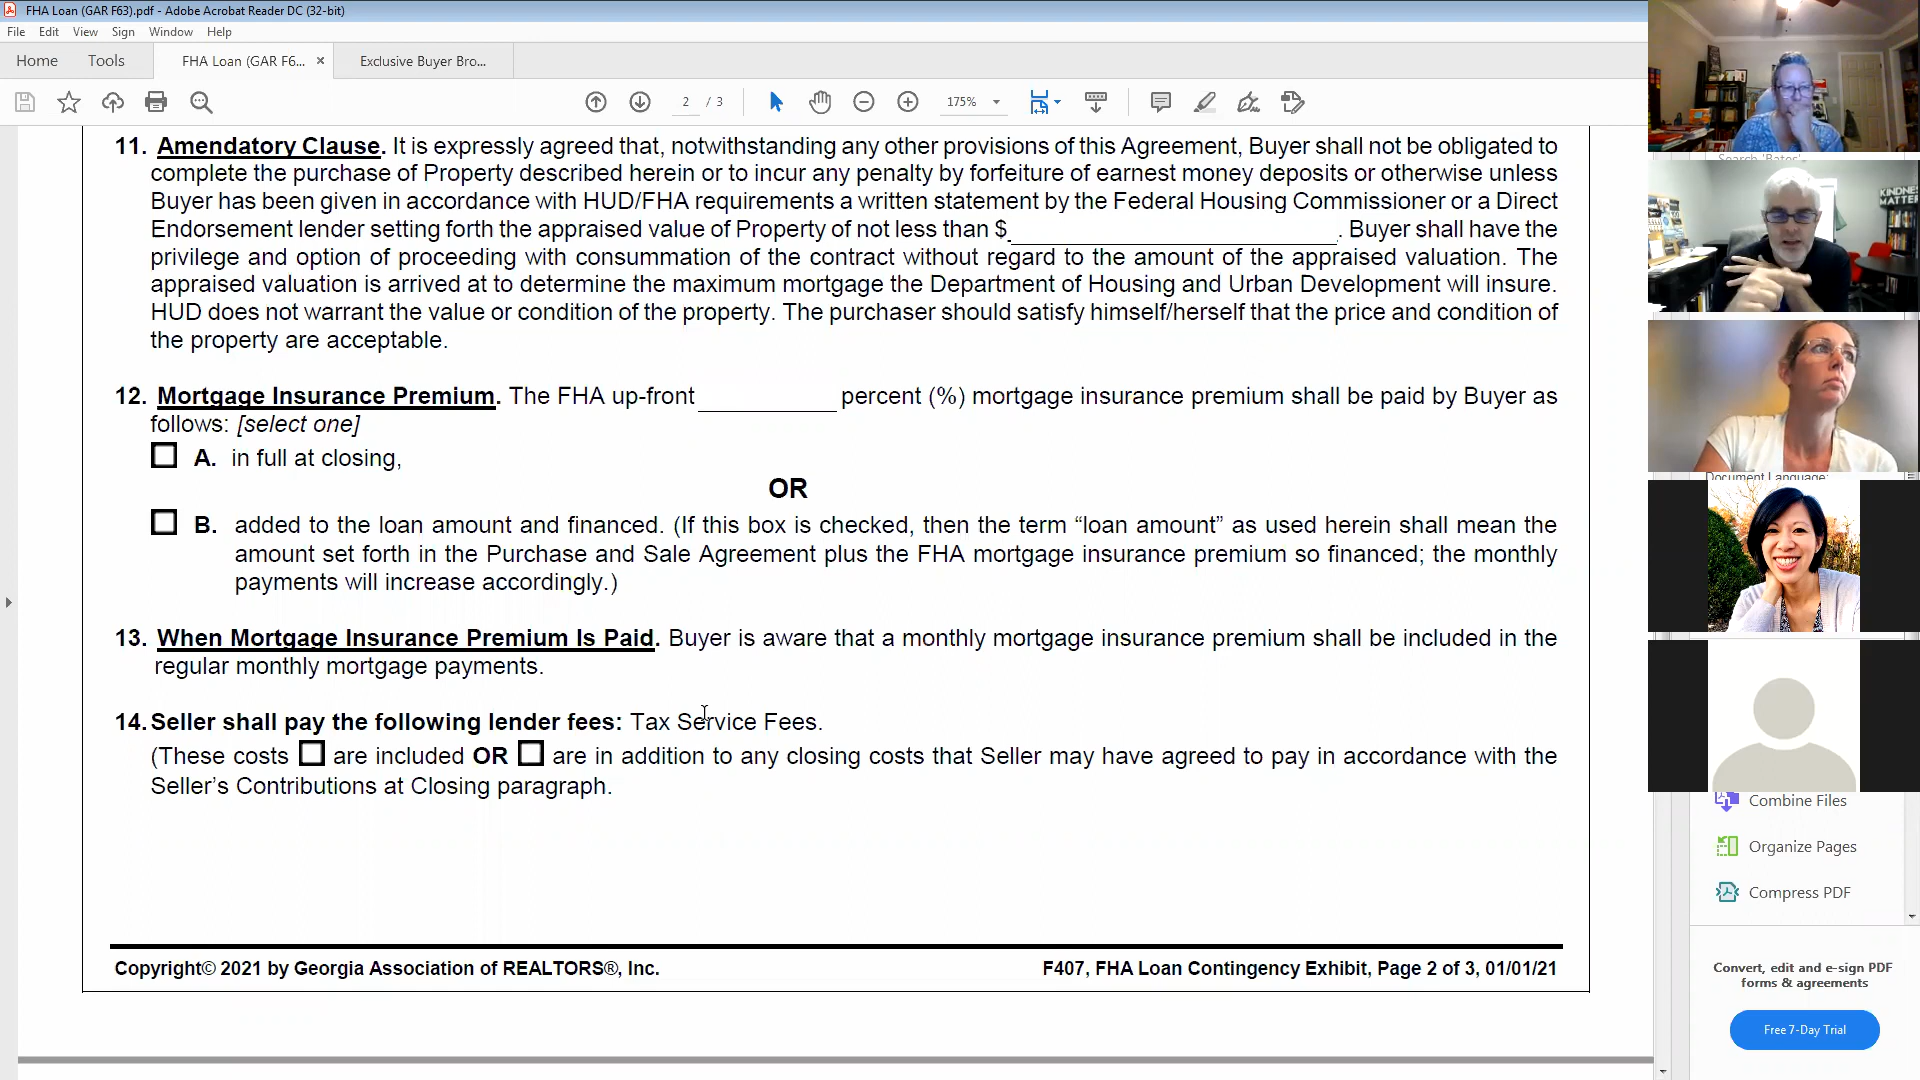 FHA Loan (GAR F63).pdf - Adobe Acrobat Reader DC (32-bit)
File Edit View Sign Window Help
Home Tools FHA Loan (GAR F6... × Exclusive Buyer Bro...
2 / 3 175%
11. Amendatory Clause. It is expressly agreed that, notwithstanding any other provisions of this Agreement, Buyer shall not be obligated to
complete the purchase of Property described herein or to incur any penalty by forfeiture of earnest money deposits or otherwise unless
Buyer has been given in accordance with HUD/FHA requirements a written statement by the Federal Housing Commissioner or a Direct
Endorsement lender setting forth the appraised value of Property of not less than $ . Buyer shall have the
privilege and option of proceeding with consummation of the contract without regard to the amount of the appraised valuation. The
appraised valuation is arrived at to determine the maximum mortgage the Department of Housing and Urban Development will insure.
HUD does not warrant the value or condition of the property. The purchaser should satisfy himself/herself that the price and condition of
the property are acceptable.
12. Mortgage Insurance Premium. The FHA up-front percent (%) mortgage insurance premium shall be paid by Buyer as
follows: [select one]
A. in full at closing,
OR
B. added to the loan amount and financed. (If this box is checked, then the term “loan amount” as used herein shall mean the
amount set forth in the Purchase and Sale Agreement plus the FHA mortgage insurance premium so financed; the monthly
payments will increase accordingly.)
13. When Mortgage Insurance Premium Is Paid. Buyer is aware that a monthly mortgage insurance premium shall be included in the
regular monthly mortgage payments.
14. Seller shall pay the following lender fees: Tax Service Fees.
(These costs are included OR are in addition to any closing costs that Seller may have agreed to pay in accordance with the
Seller’s Contributions at Closing paragraph.
Copyright© 2021 by Georgia Association of REALTORS®, Inc. F407, FHA Loan Contingency Exhibit, Page 2 of 3, 01/01/21
Search 'Bates'
KINDNESS
MATTERS
Document Language:
Combine Files
Organize Pages
Compress PDF
Convert, edit and e-sign PDF
forms & agreements
Free 7-Day Trial